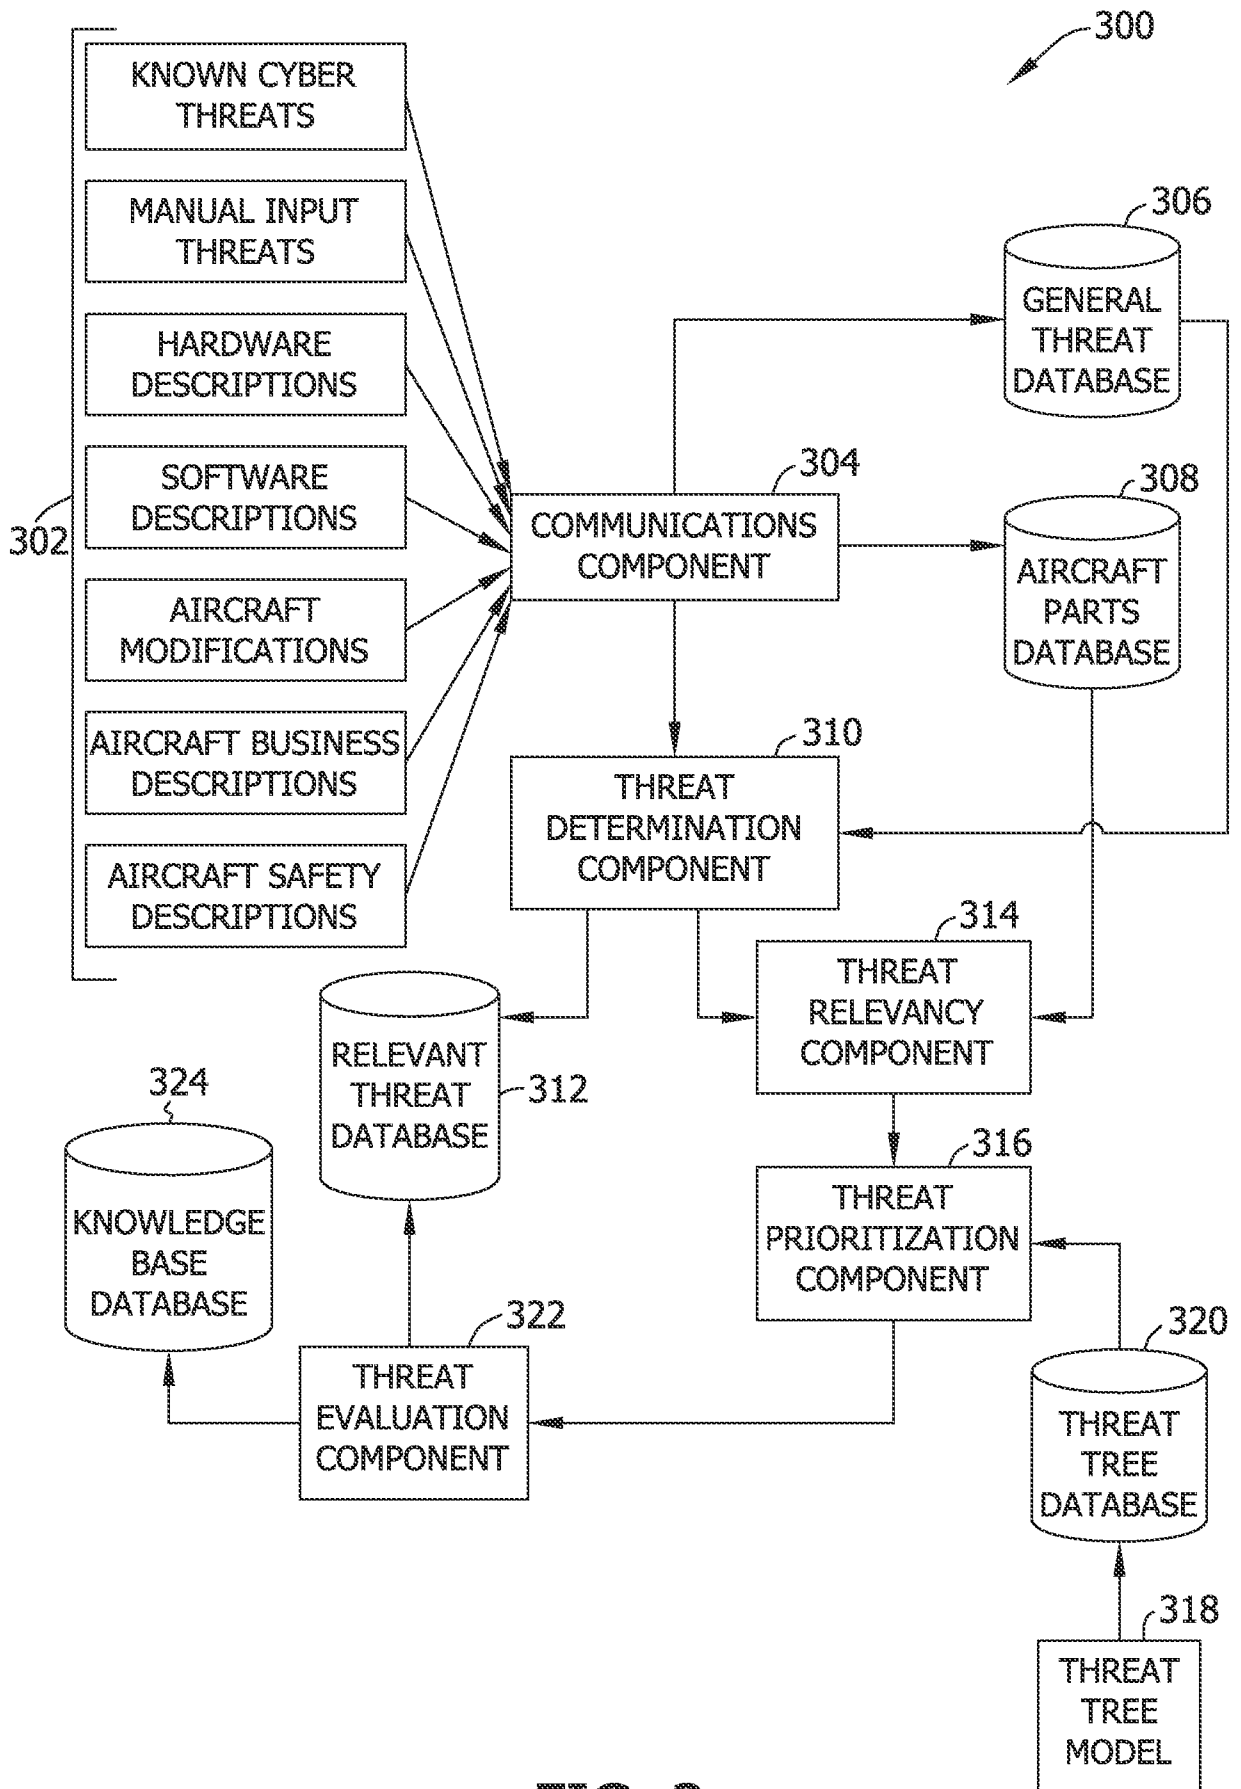 300
KNOWN CYBER
THREATS
MANUAL INPUT
THREATS
306
HARDWARE
DESCRIPTIONS
GENERAL
THREAT
DATABASE
SOFTWARE
DESCRIPTIONS
302
304
COMMUNICATIONS
COMPONENT
308
AIRCRAFT
PARTS
DATABASE
AIRCRAFT
MODIFICATIONS
AIRCRAFT BUSINESS
DESCRIPTIONS
310
THREAT
DETERMINATION
COMPONENT
AIRCRAFT SAFETY
DESCRIPTIONS
314
THREAT
RELEVANCY
COMPONENT
RELEVANT
THREAT
DATABASE
312
324
KNOWLEDGE
BASE
DATABASE
316
THREAT
PRIORITIZATION
COMPONENT
322
THREAT
EVALUATION
COMPONENT
320
THREAT
TREE
DATABASE
318
THREAT
TREE
MODEL